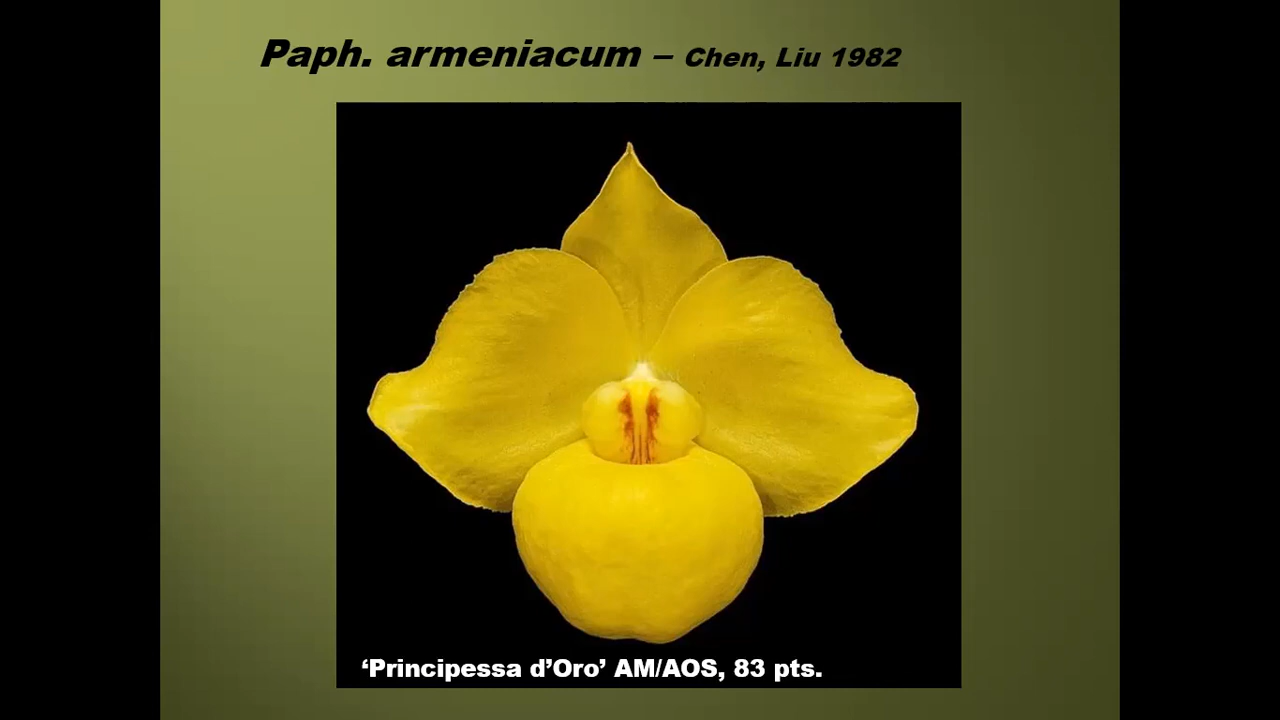 Paph. armeniacum – Chen, Liu 1982
‘Principessa d’Oro’ AM/AOS, 83 pts.